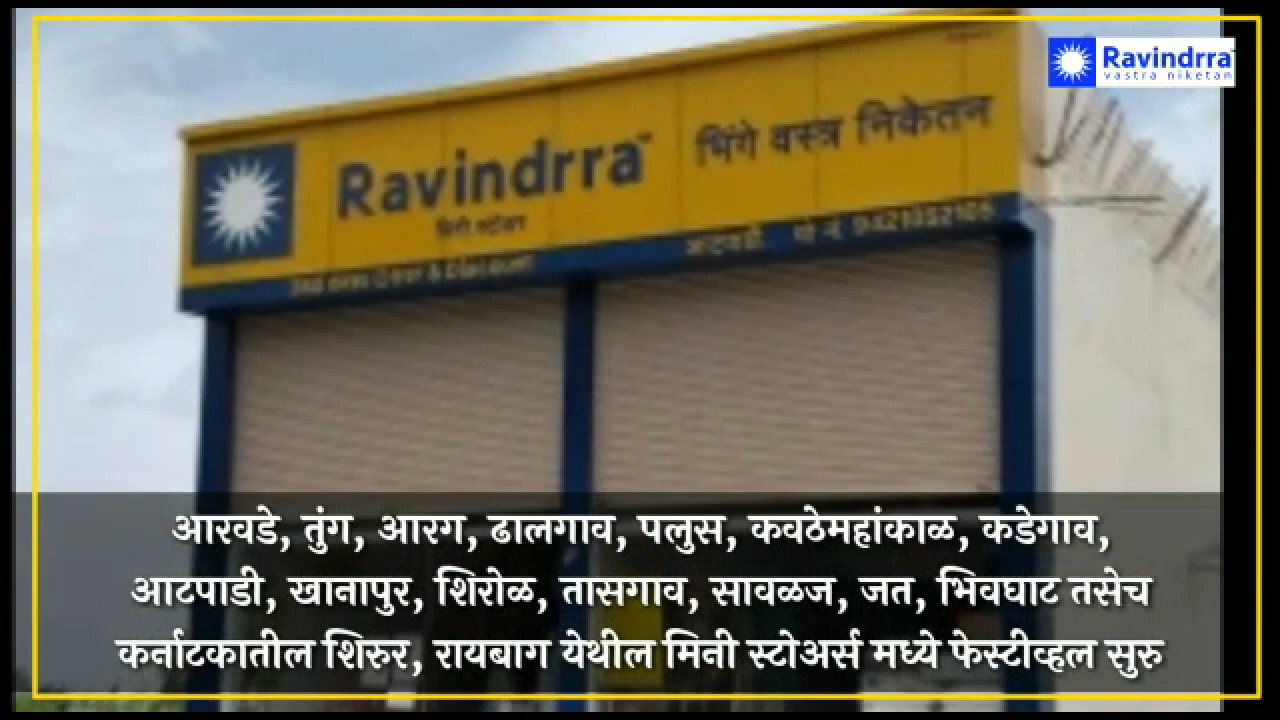 Ravindrra
vastra niketan
Ravindrra
भिंगे वस्त्र निकेतन
मिनी स्टोअर
आरवडे, तुंग, आरग, ढालगाव, पलुस, कवठेमहांकाळ, कडेगाव,
आटपाडी, खानापुर, शिरोळ, तासगाव, सावळज, जत, भिवघाट तसेच
कर्नाटकातील शिरुर, रायबाग येथील मिनी स्टोअर्स मध्ये फेस्टीव्हल सुरु